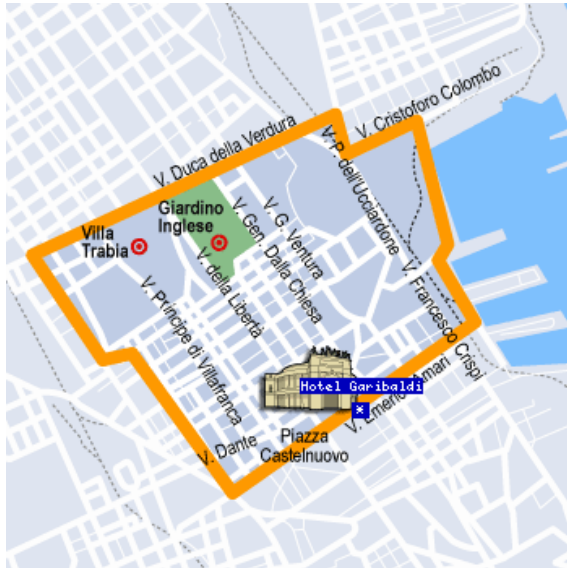 V. Cristoforo Colombo
V. Duca della Verdura
V. P. dell'Ucciardone
Giardino
Inglese
V. G. Ventura
V. Gen. Dalla Chiesa
Villa
Trabia
V. della Libertà
V. Francesco Crispi
V. Principe di Villafranca
Hotel Garibaldi
*
V. Emerico Amari
Piazza
Castelnuovo
V. Dante